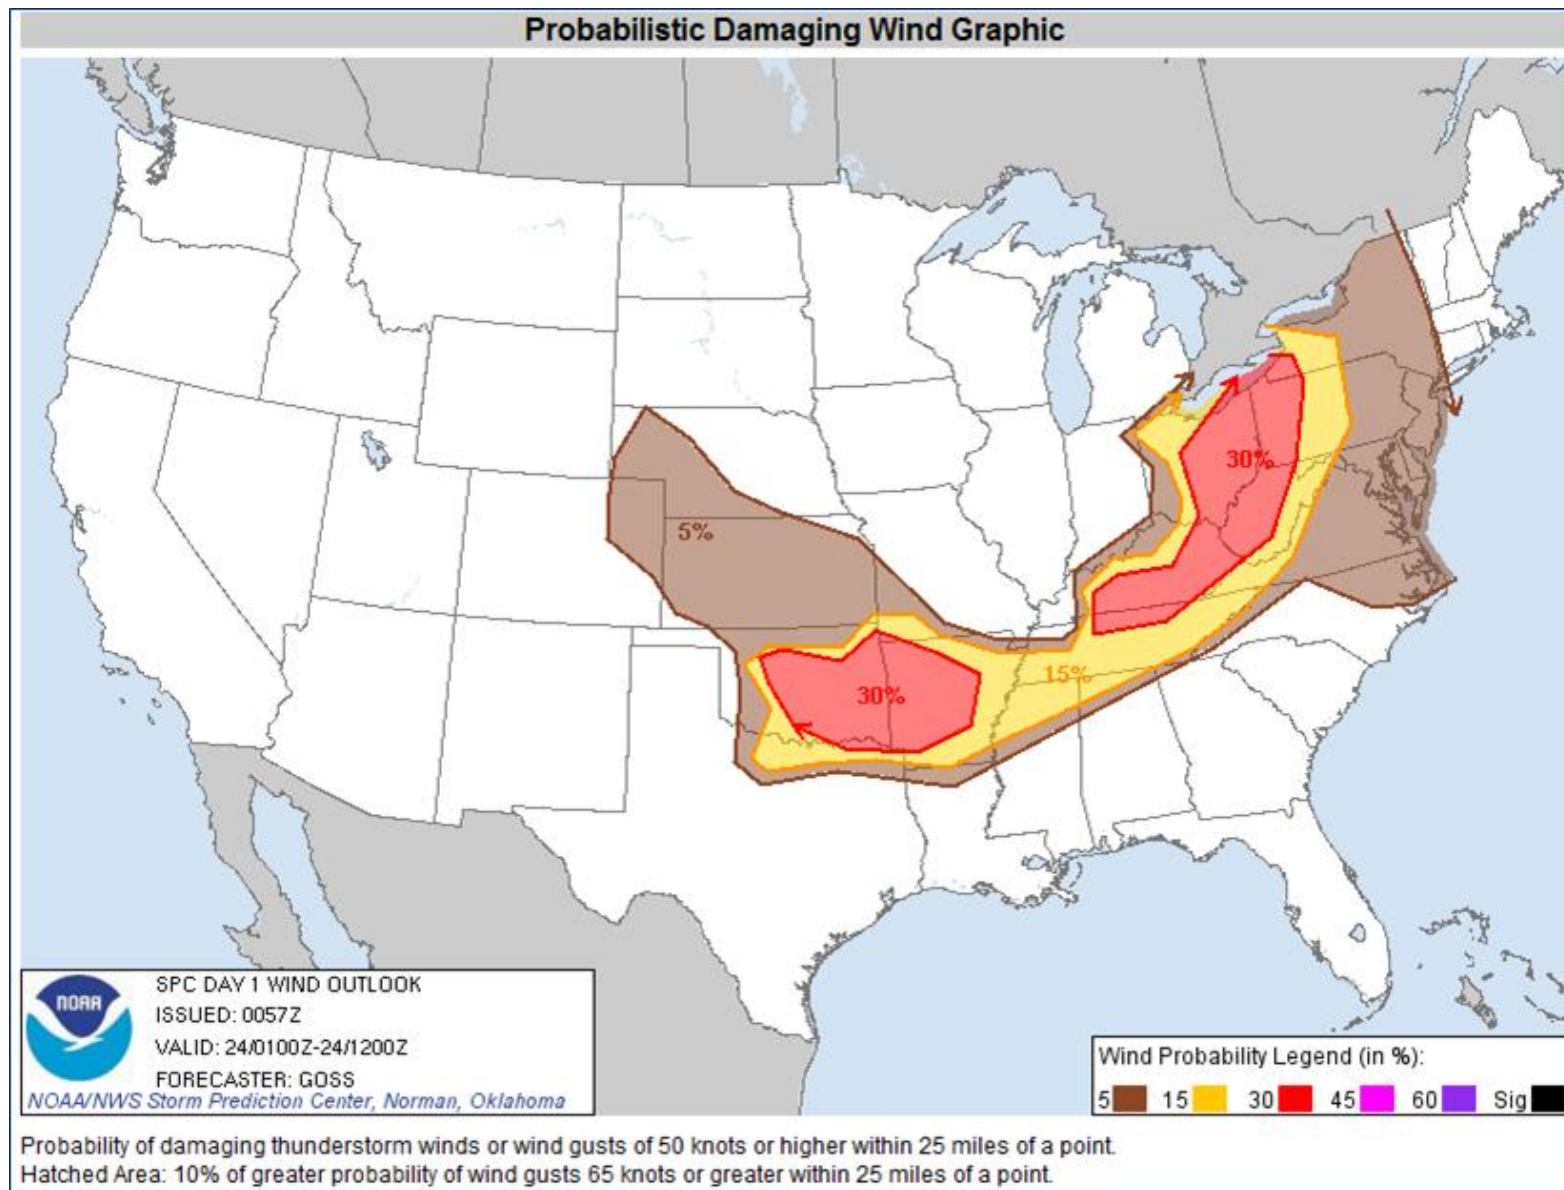 Probabilistic Damaging Wind Graphic
5%
30%
30%
15%
NOAA
SPC DAY 1 WIND OUTLOOK
ISSUED: 0057Z
VALID: 24/0100Z-24/1200Z
FORECASTER: GOSS
NOAA/NWS Storm Prediction Center, Norman, Oklahoma
Wind Probability Legend (in %):
5 15 30 45 60 Sig
Probability of damaging thunderstorm winds or wind gusts of 50 knots or higher within 25 miles of a point.
Hatched Area: 10% of greater probability of wind gusts 65 knots or greater within 25 miles of a point.